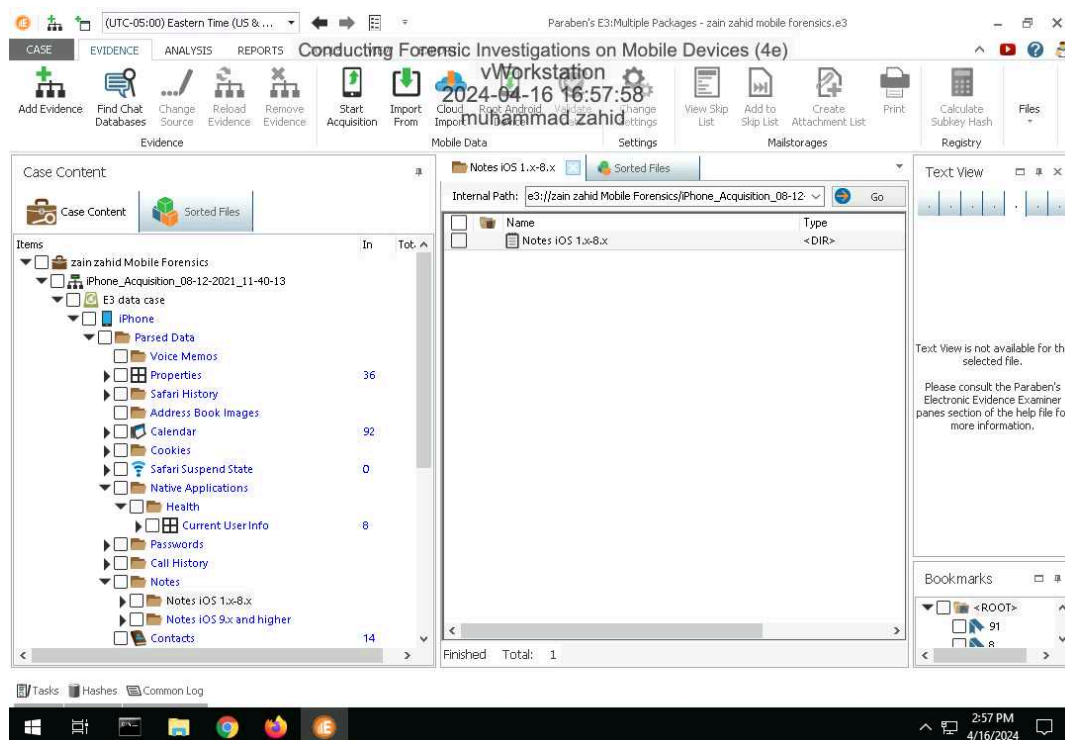 (UTC-05:00) Eastern Time (US & ...
Paraben's E3:Multiple Packages - zain zahid mobile forensics.e3
CASE EVIDENCE ANALYSIS REPORTS
Conducting Forensic Investigations on Mobile Devices (4e)
vWorkstation
2024-04-16 16:57:58
muhammad zahid
Add Evidence
Find Chat Databases
Change Source
Reload Evidence
Remove Evidence
Start Acquisition
Import From
Cloud Import
Root Android
Validate
Change Settings
View Skip List
Add to Skip List
Create Attachment List
Print
Calculate Subkey Hash
Files
Evidence
Mobile Data
Settings
Mailstorages
Registry
Case Content
Case Content
Sorted Files
Items In Tot.
zain zahid Mobile Forensics
iPhone_Acquisition_08-12-2021_11-40-13
E3 data case
iPhone
Parsed Data
Voice Memos
Properties 36
Safari History
Address Book Images
Calendar 92
Cookies
Safari Suspend State 0
Native Applications
Health
Current User Info 8
Passwords
Call History
Notes
Notes iOS 1.x-8.x
Notes iOS 9.x and higher
Contacts 14
Notes iOS 1.x-8.x
Sorted Files
Internal Path: e3://zain zahid Mobile Forensics/iPhone_Acquisition_08-12- Go
Name Type
Notes iOS 1.x-8.x <DIR>
Finished Total: 1
Text View
Text View is not available for th
selected file.
Please consult the Paraben's
Electronic Evidence Examiner
panes section of the help file fo
more information.
Bookmarks
<ROOT>
91
8
Tasks Hashes Common Log
2:57 PM
4/16/2024